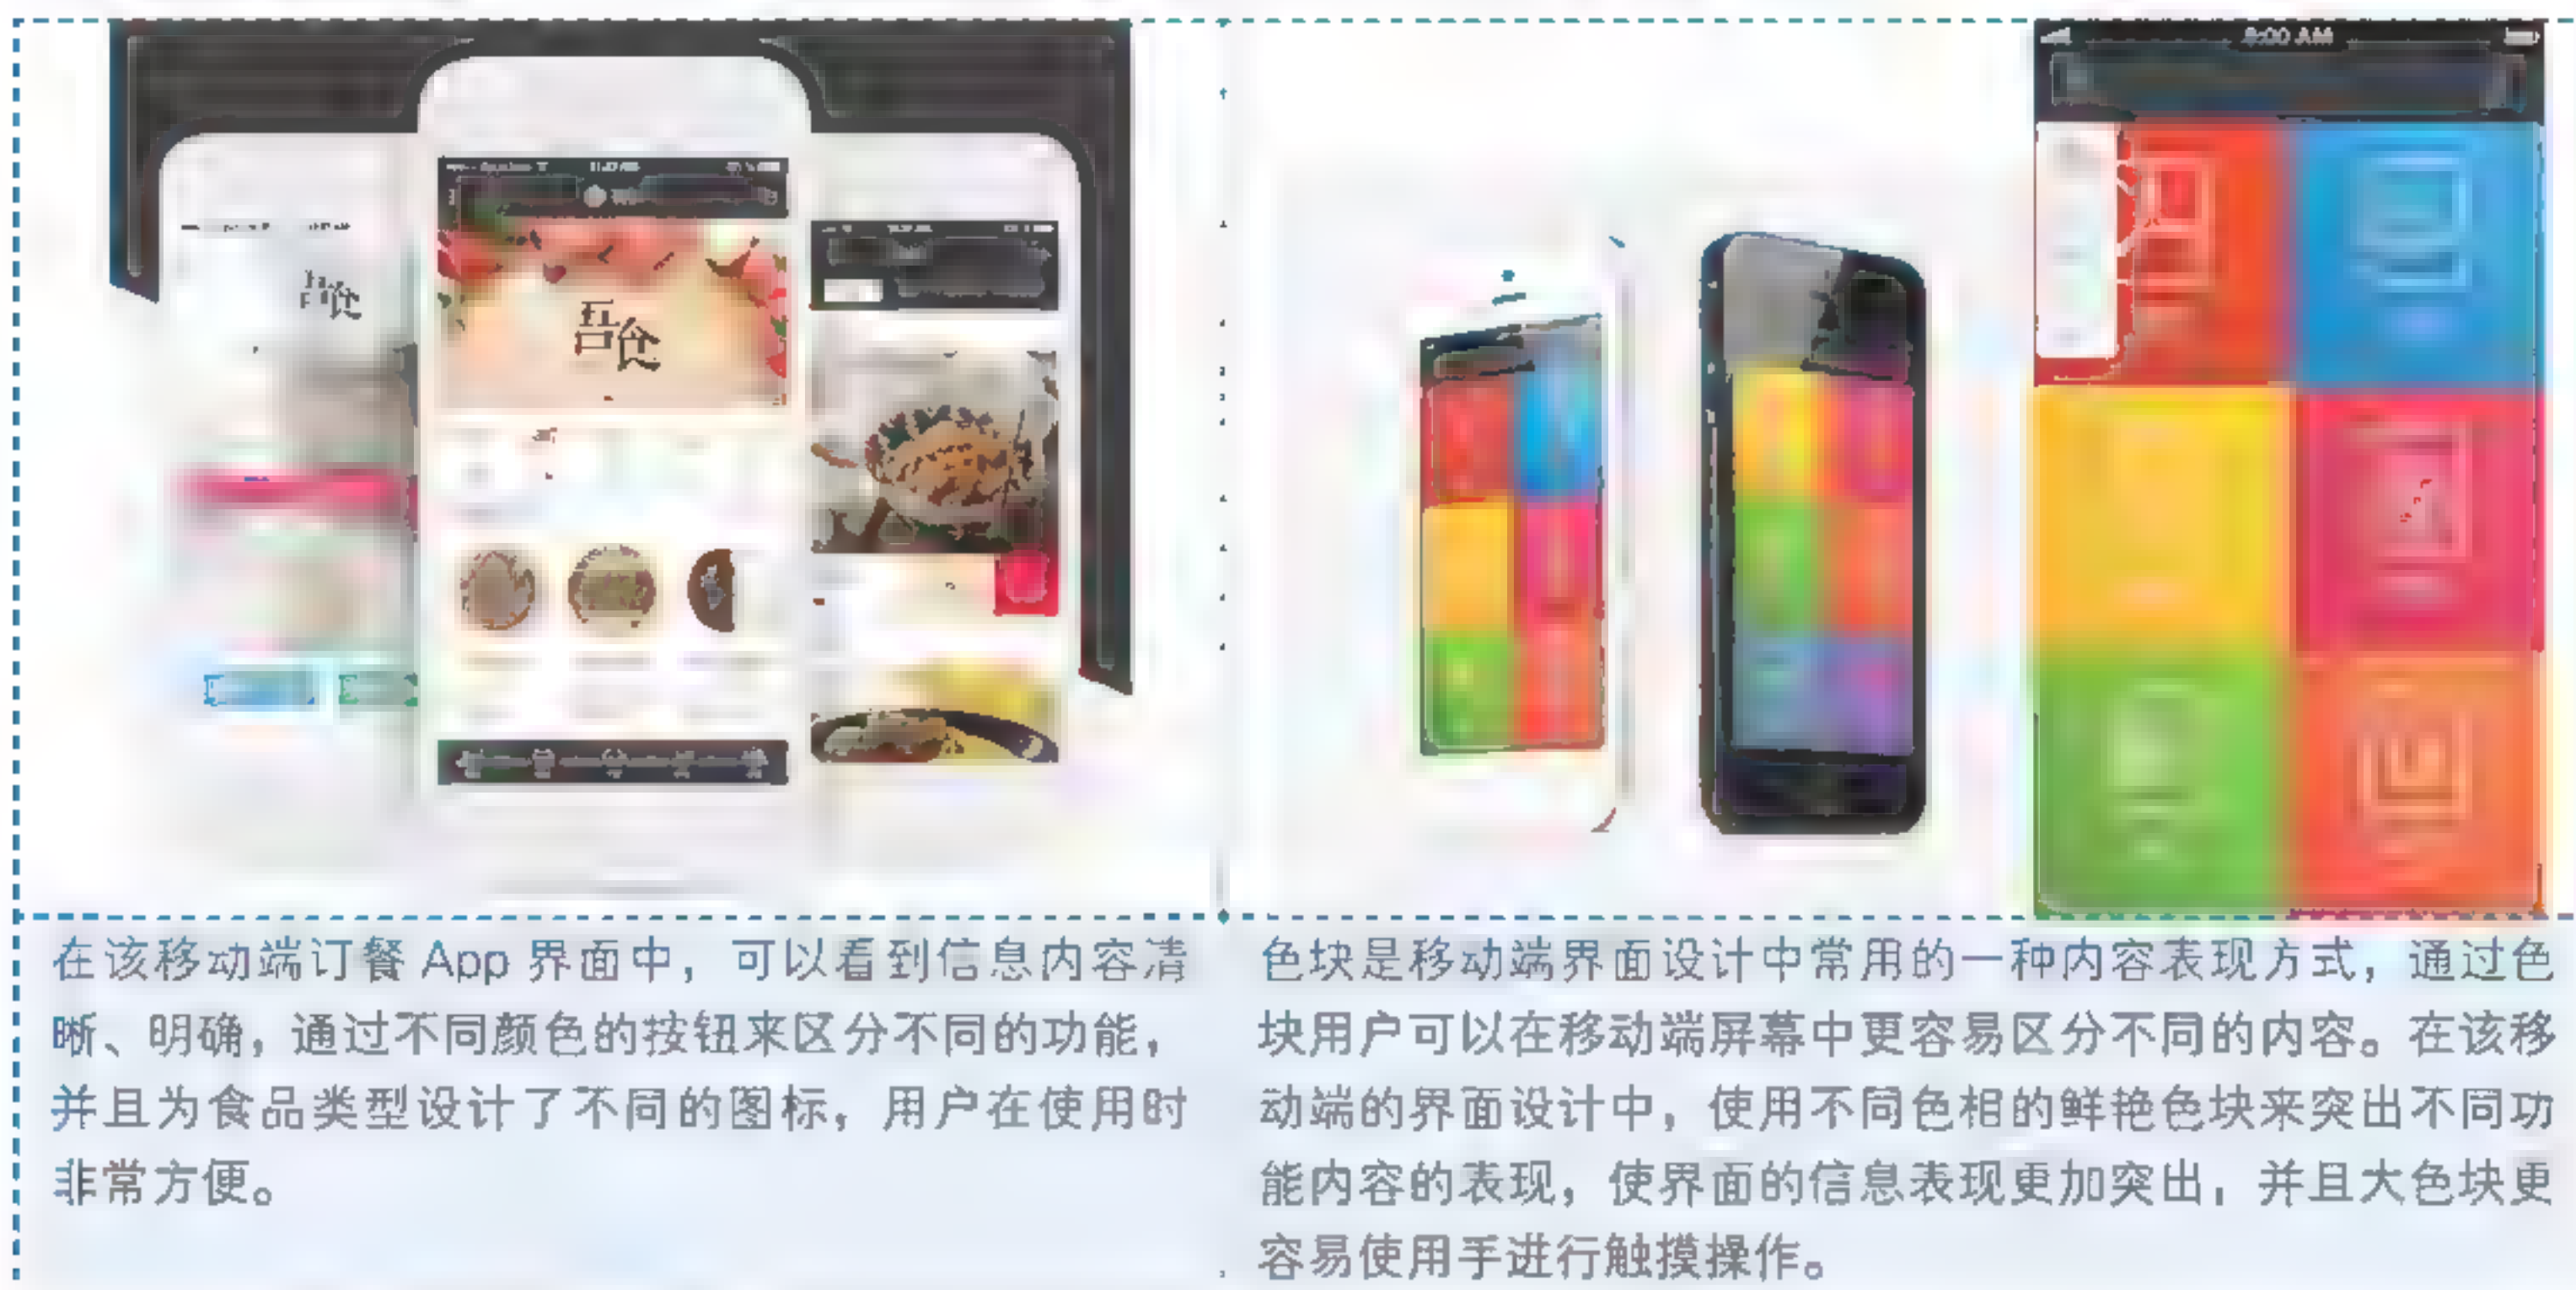 9:00 AM
吾食
吾食
在该移动端订餐 App 界面中，可以看到信息内容清
晰、明确，通过不同颜色的按钮来区分不同的功能，
并且为食品类型设计了不同的图标，用户在使用时
非常方便。
色块是移动端界面设计中常用的一种内容表现方式，通过色
块用户可以在移动端屏幕中更容易区分不同的内容。在该移
动端的界面设计中，使用不同色相的鲜艳色块来突出不同功
能内容的表现，使界面的信息表现更加突出，并且大色块更
容易使用手进行触摸操作。